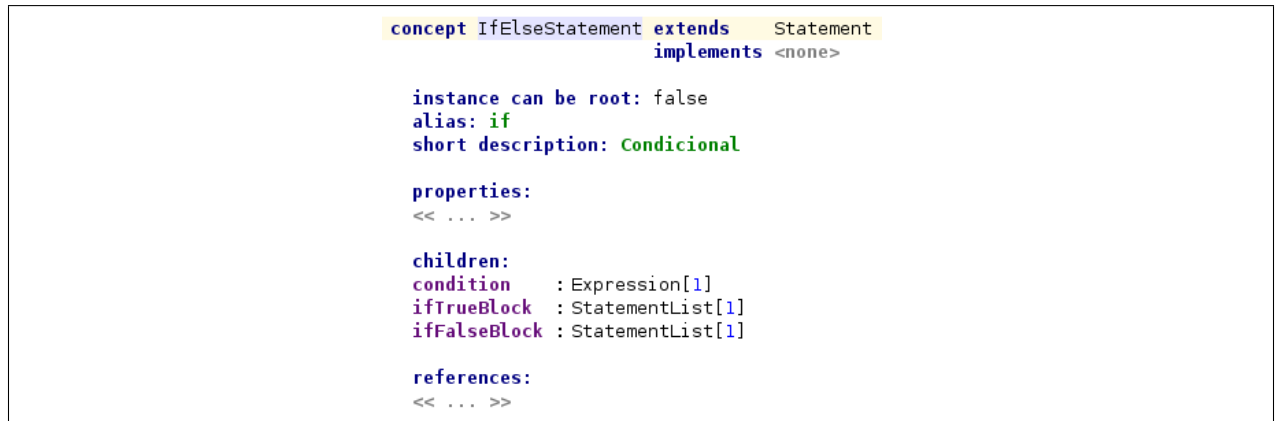 concept IfElseStatement extends Statement
implements <none>
instance can be root: false
alias: if
short description: Condicional
properties:
<< ... >>
children:
condition : Expression[1]
ifTrueBlock : StatementList[1]
ifFalseBlock : StatementList[1]
references:
<< ... >>